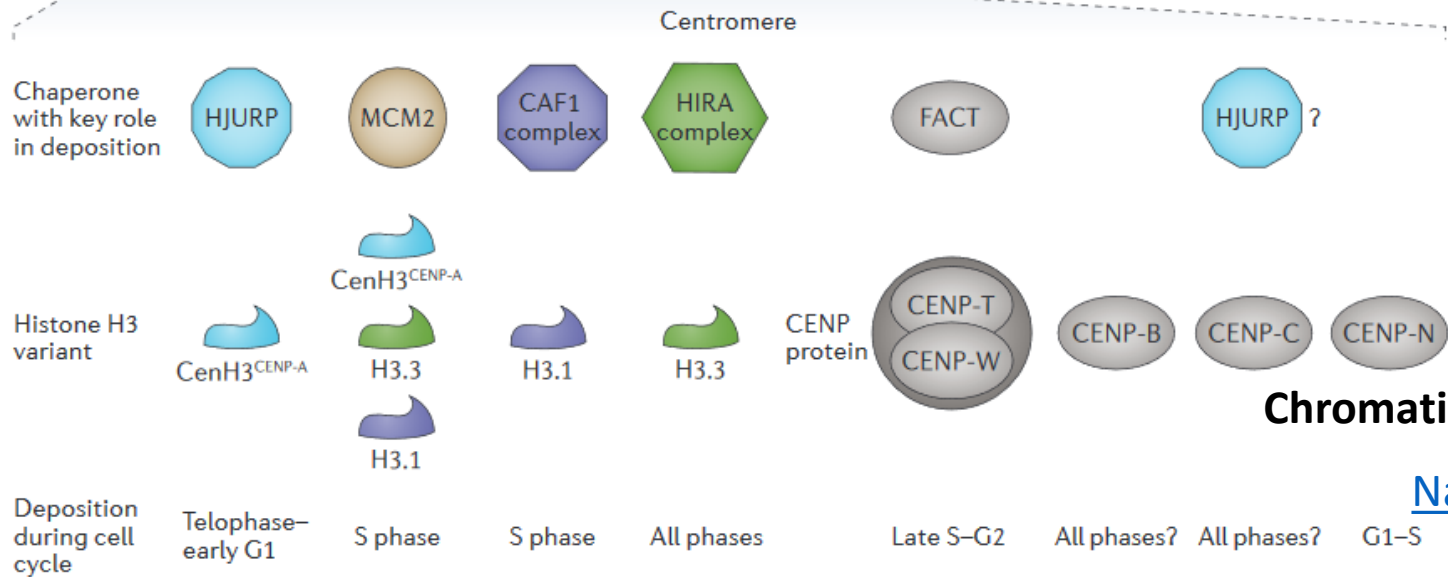 Centromere
Chaperone
with key role
in deposition
HJURP
MCM2
CAF1
complex
HIRA
complex
FACT
HJURP ?
Histone H3
variant
CenH3CENP-A
CenH3CENP-A
H3.3
H3.1
H3.1
H3.3
CENP
protein
CENP-T
CENP-W
CENP-B
CENP-C
CENP-N
Chromati
Na
Deposition
during cell
cycle
Telophase–
early G1
S phase
S phase
All phases
Late S–G2
All phases?
All phases?
G1–S